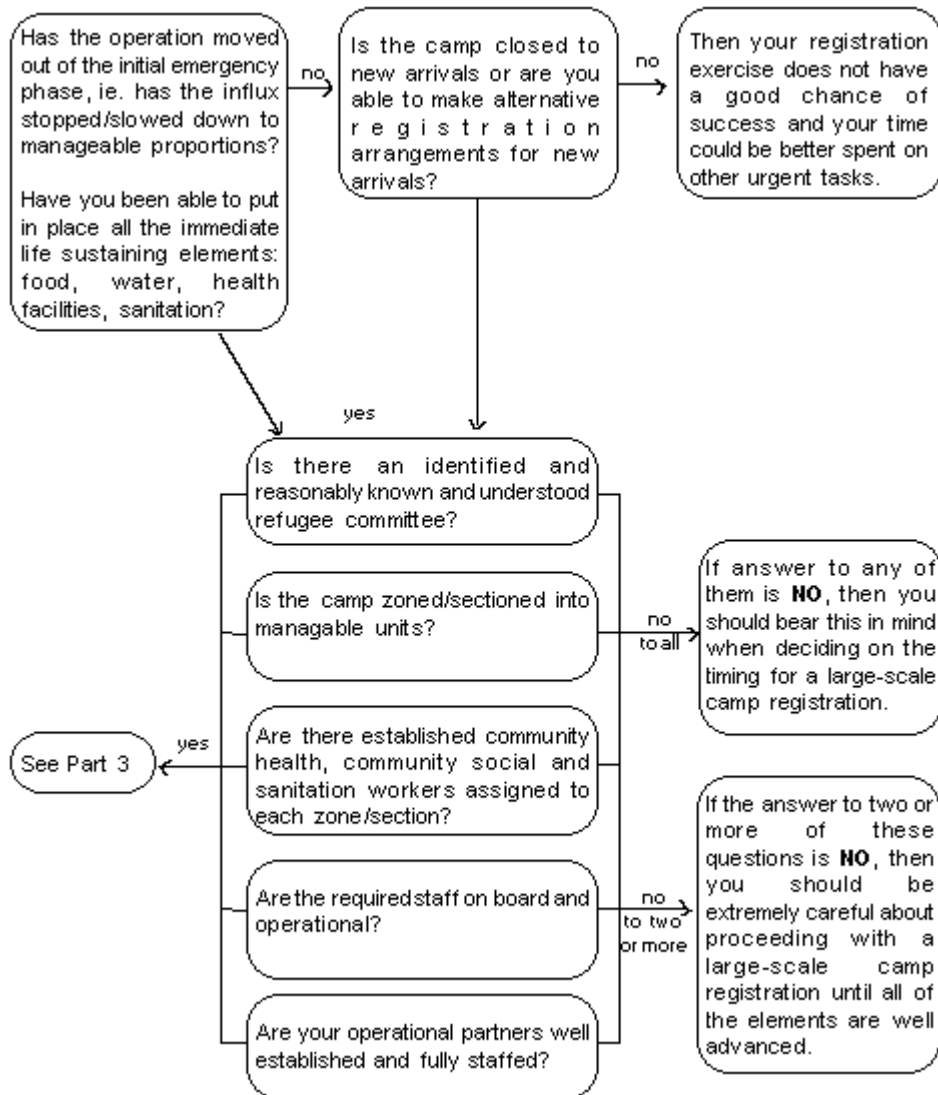 Has the operation moved
out of the initial emergency
phase, ie. has the influx
stopped/slowed down to
manageable proportions?
Have you been able to put
in place all the immediate
life sustaining elements:
food, water, health
facilities, sanitation?
no
Is the camp closed to
new arrivals or are you
able to make alternative
registration
arrangements for new
arrivals?
no
Then your registration
exercise does not have
a good chance of
success and your time
could be better spent on
other urgent tasks.
yes
Is there an identified and
reasonably known and understood
refugee committee?
Is the camp zoned/sectioned into
managable units?
no
to all
If answer to any of
them is NO, then you
should bear this in mind
when deciding on the
timing for a large-scale
camp registration.
yes
See Part 3
Are there established community
health, community social and
sanitation workers assigned to
each zone/section?
Are the required staff on board and
operational?
no
to two
or more
If the answer to two or
more of these
questions is NO, then
you should be
extremely careful about
proceeding with a
large-scale camp
registration until all of
the elements are well
advanced.
Are your operational partners well
established and fully staffed?